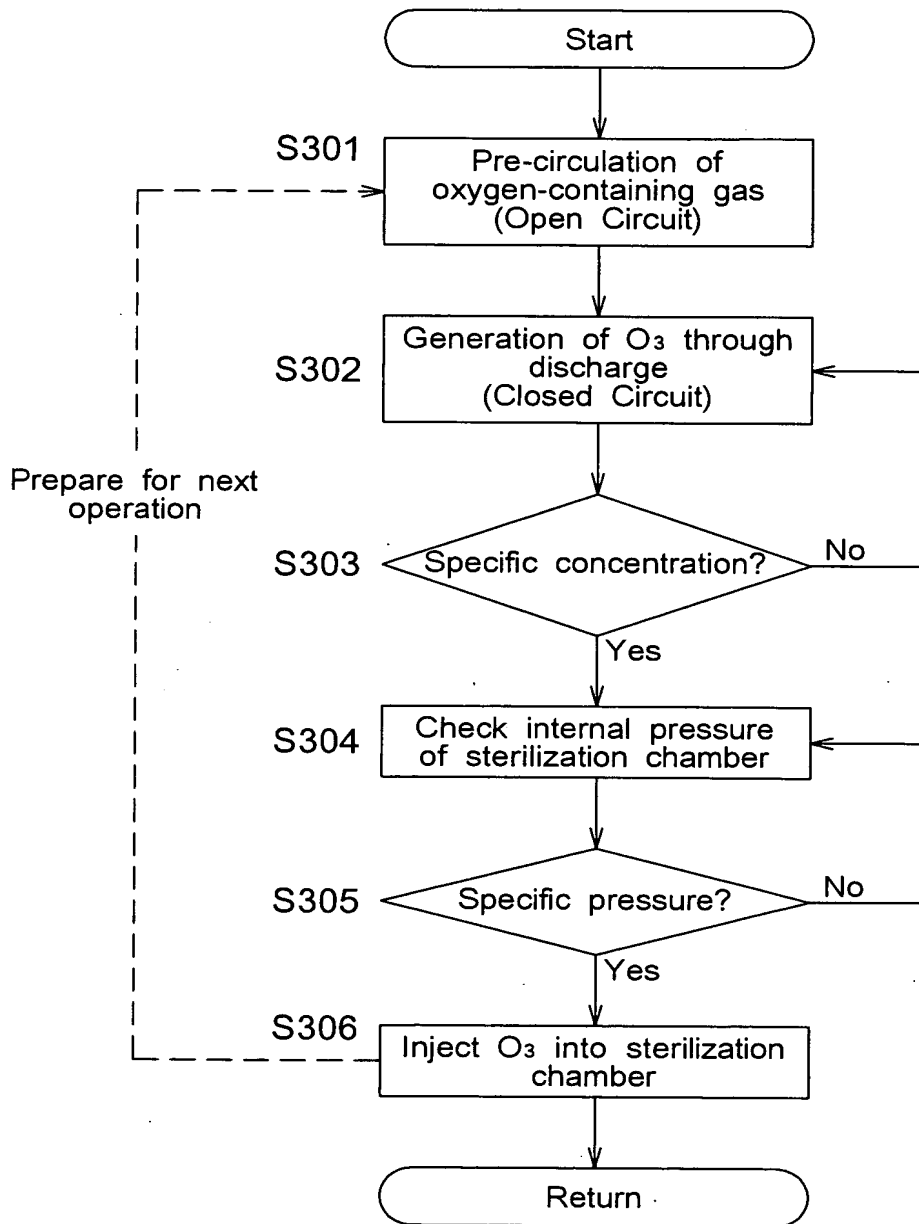 Start
S301
Pre-circulation of
oxygen-containing gas
(Open Circuit)
S302
Generation of O3 through
discharge
(Closed Circuit)
Prepare for next
operation
S303
Specific concentration?
No
Yes
S304
Check internal pressure
of sterilization chamber
S305
Specific pressure?
No
Yes
S306
Inject O3 into sterilization
chamber
Return